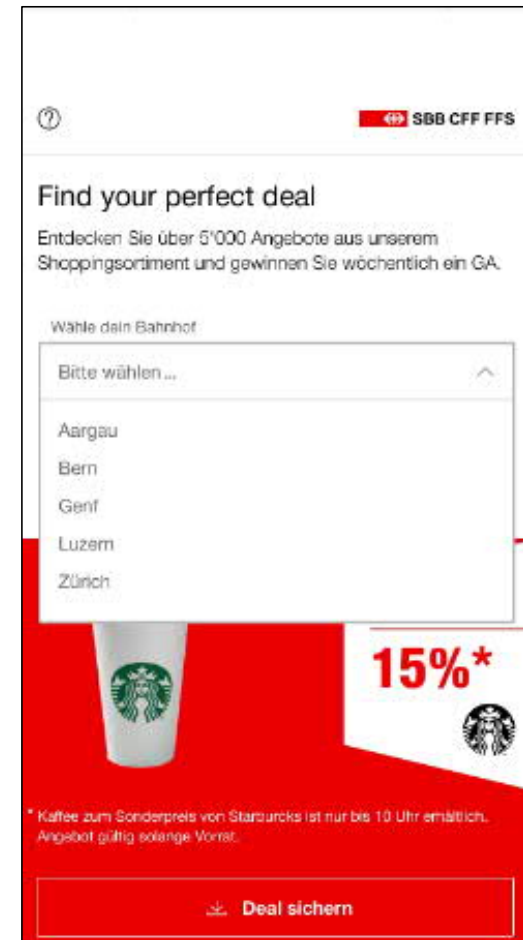 SBB CFF FFS
Find your perfect deal
Entdecken Sie über 5'000 Angebote aus unserem
Shoppingsortiment und gewinnen Sie wöchentlich ein GA.
Wähle dein Bahnhof
Bitte wählen ...
Aargau
Bern
Genf
Luzern
Zürich
15%*
* Kaffee zum Sonderpreis von Starburcks ist nur bis 10 Uhr erhältlich.
Angebot gültig solange Vorrat.
Deal sichern